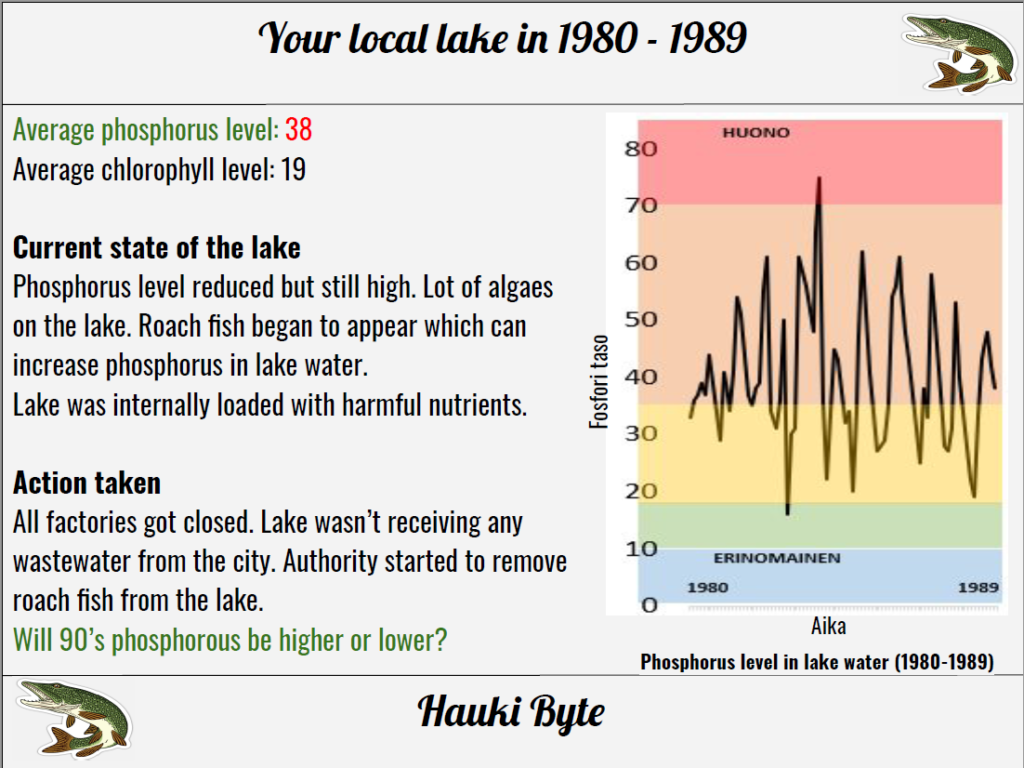 Your local lake in 1980 - 1989
Average phosphorus level: 38
Average chlorophyll level: 19
Current state of the lake
Phosphorus level reduced but still high. Lot of algaes
on the lake. Roach fish began to appear which can
increase phosphorus in lake water.
Lake was internally loaded with harmful nutrients.
Action taken
All factories got closed. Lake wasn't receiving any
wastewater from the city. Authority started to remove
roach fish from the lake.
Will 90's phosphorous be higher or lower?
HUONO
80
70
60
50
40
30
20
10
0
Fosfori taso
ERINOMAINEN
1980 1989
Aika
Phosphorus level in lake water (1980-1989)
Hauki Byte